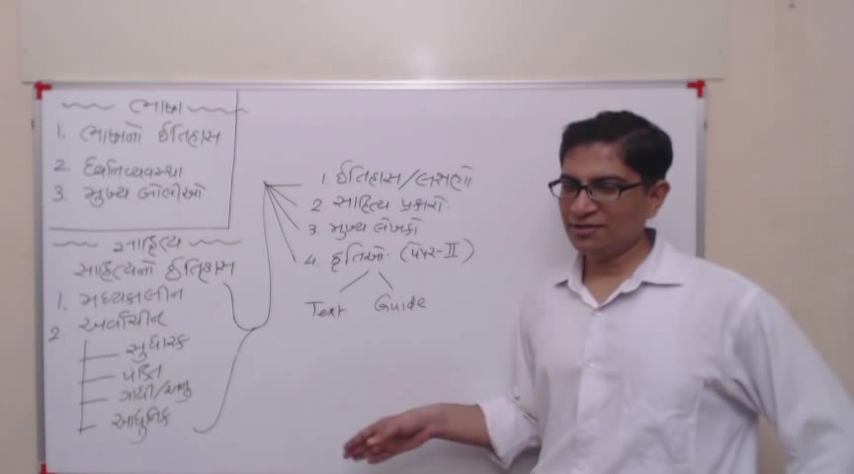 ભાષા
1. ભાષાનો ઈતિહાસ
2. ધ્વનિવ્યવસ્થા
3. મુખ્ય બોલીઓ
સાહિત્ય
સાહિત્યનો ઈતિહાસ
1. મધ્યકાલીન
2 અર્વાચીન
સુધારક
પંડિત
ગાંધી/અનુ
આધુનિક
1. ઈતિહાસ/લક્ષણો
2. સાહિત્ય પ્રકારો
3. મુખ્ય લેખકો
4. કૃતિઓ (પેપર-II)
Text Guide